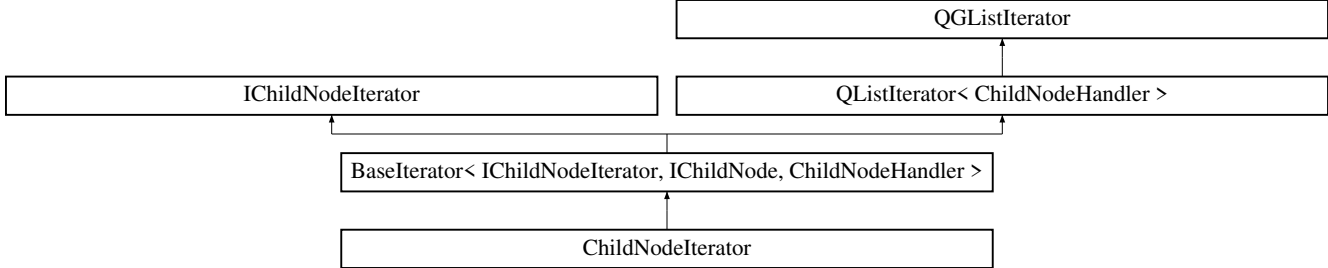 QGListIterator
IChildNodeIterator
QListIterator< ChildNodeHandler >
BaseIterator< IChildNodeIterator, IChildNode, ChildNodeHandler >
ChildNodeIterator